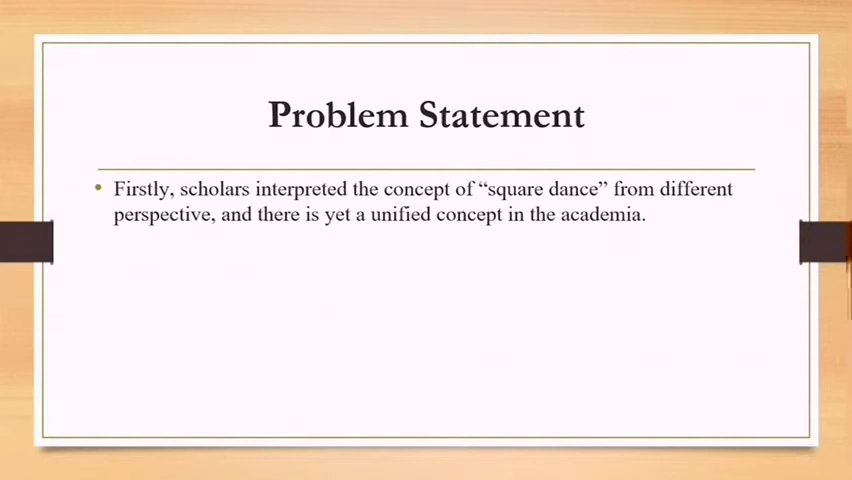 Problem Statement
• Firstly, scholars interpreted the concept of “square dance” from different
perspective, and there is yet a unified concept in the academia.